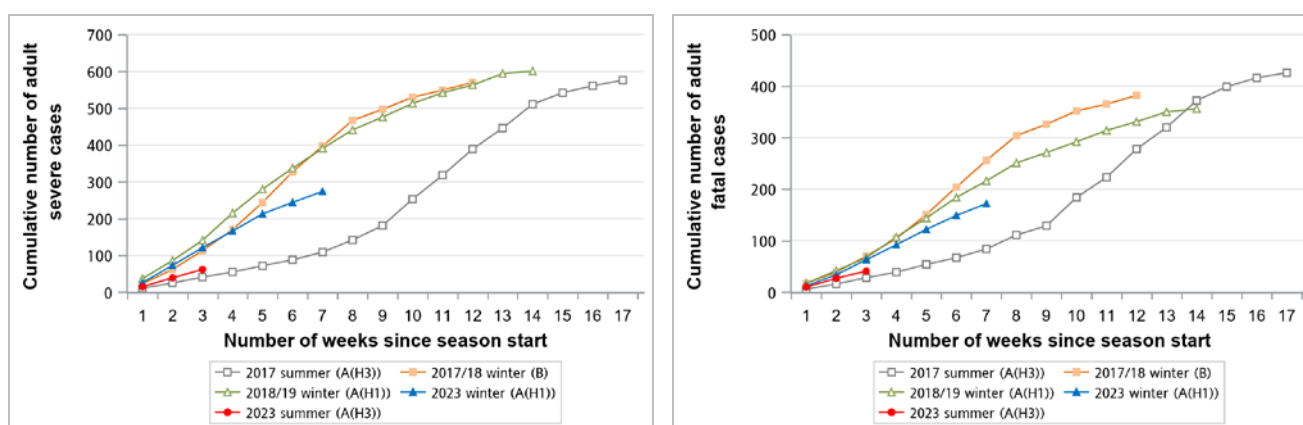 Cumulative number of adult
severe cases
700
600
500
400
300
200
100
0
1 2 3 4 5 6 7 8 9 10 11 12 13 14 15 16 17
Number of weeks since season start
2017 summer (A(H3)) 2017/18 winter (B)
2018/19 winter (A(H1)) 2023 winter (A(H1))
2023 summer (A(H3))
Cumulative number of adult
fatal cases
500
400
300
200
100
0
1 2 3 4 5 6 7 8 9 10 11 12 13 14 15 16 17
Number of weeks since season start
2017 summer (A(H3)) 2017/18 winter (B)
2018/19 winter (A(H1)) 2023 winter (A(H1))
2023 summer (A(H3))